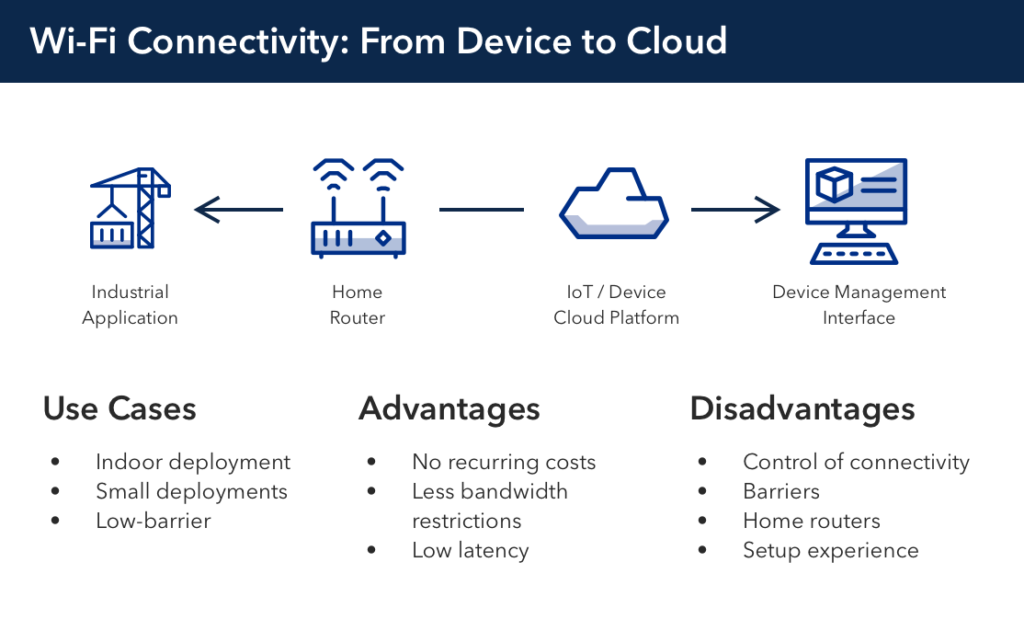 Wi-Fi Connectivity: From Device to Cloud
Industrial
Application
Home
Router
IoT / Device
Cloud Platform
Device Management
Interface
Use Cases
• Indoor deployment
• Small deployments
• Low-barrier
Advantages
• No recurring costs
• Less bandwidth
restrictions
• Low latency
Disadvantages
• Control of connectivity
• Barriers
• Home routers
• Setup experience